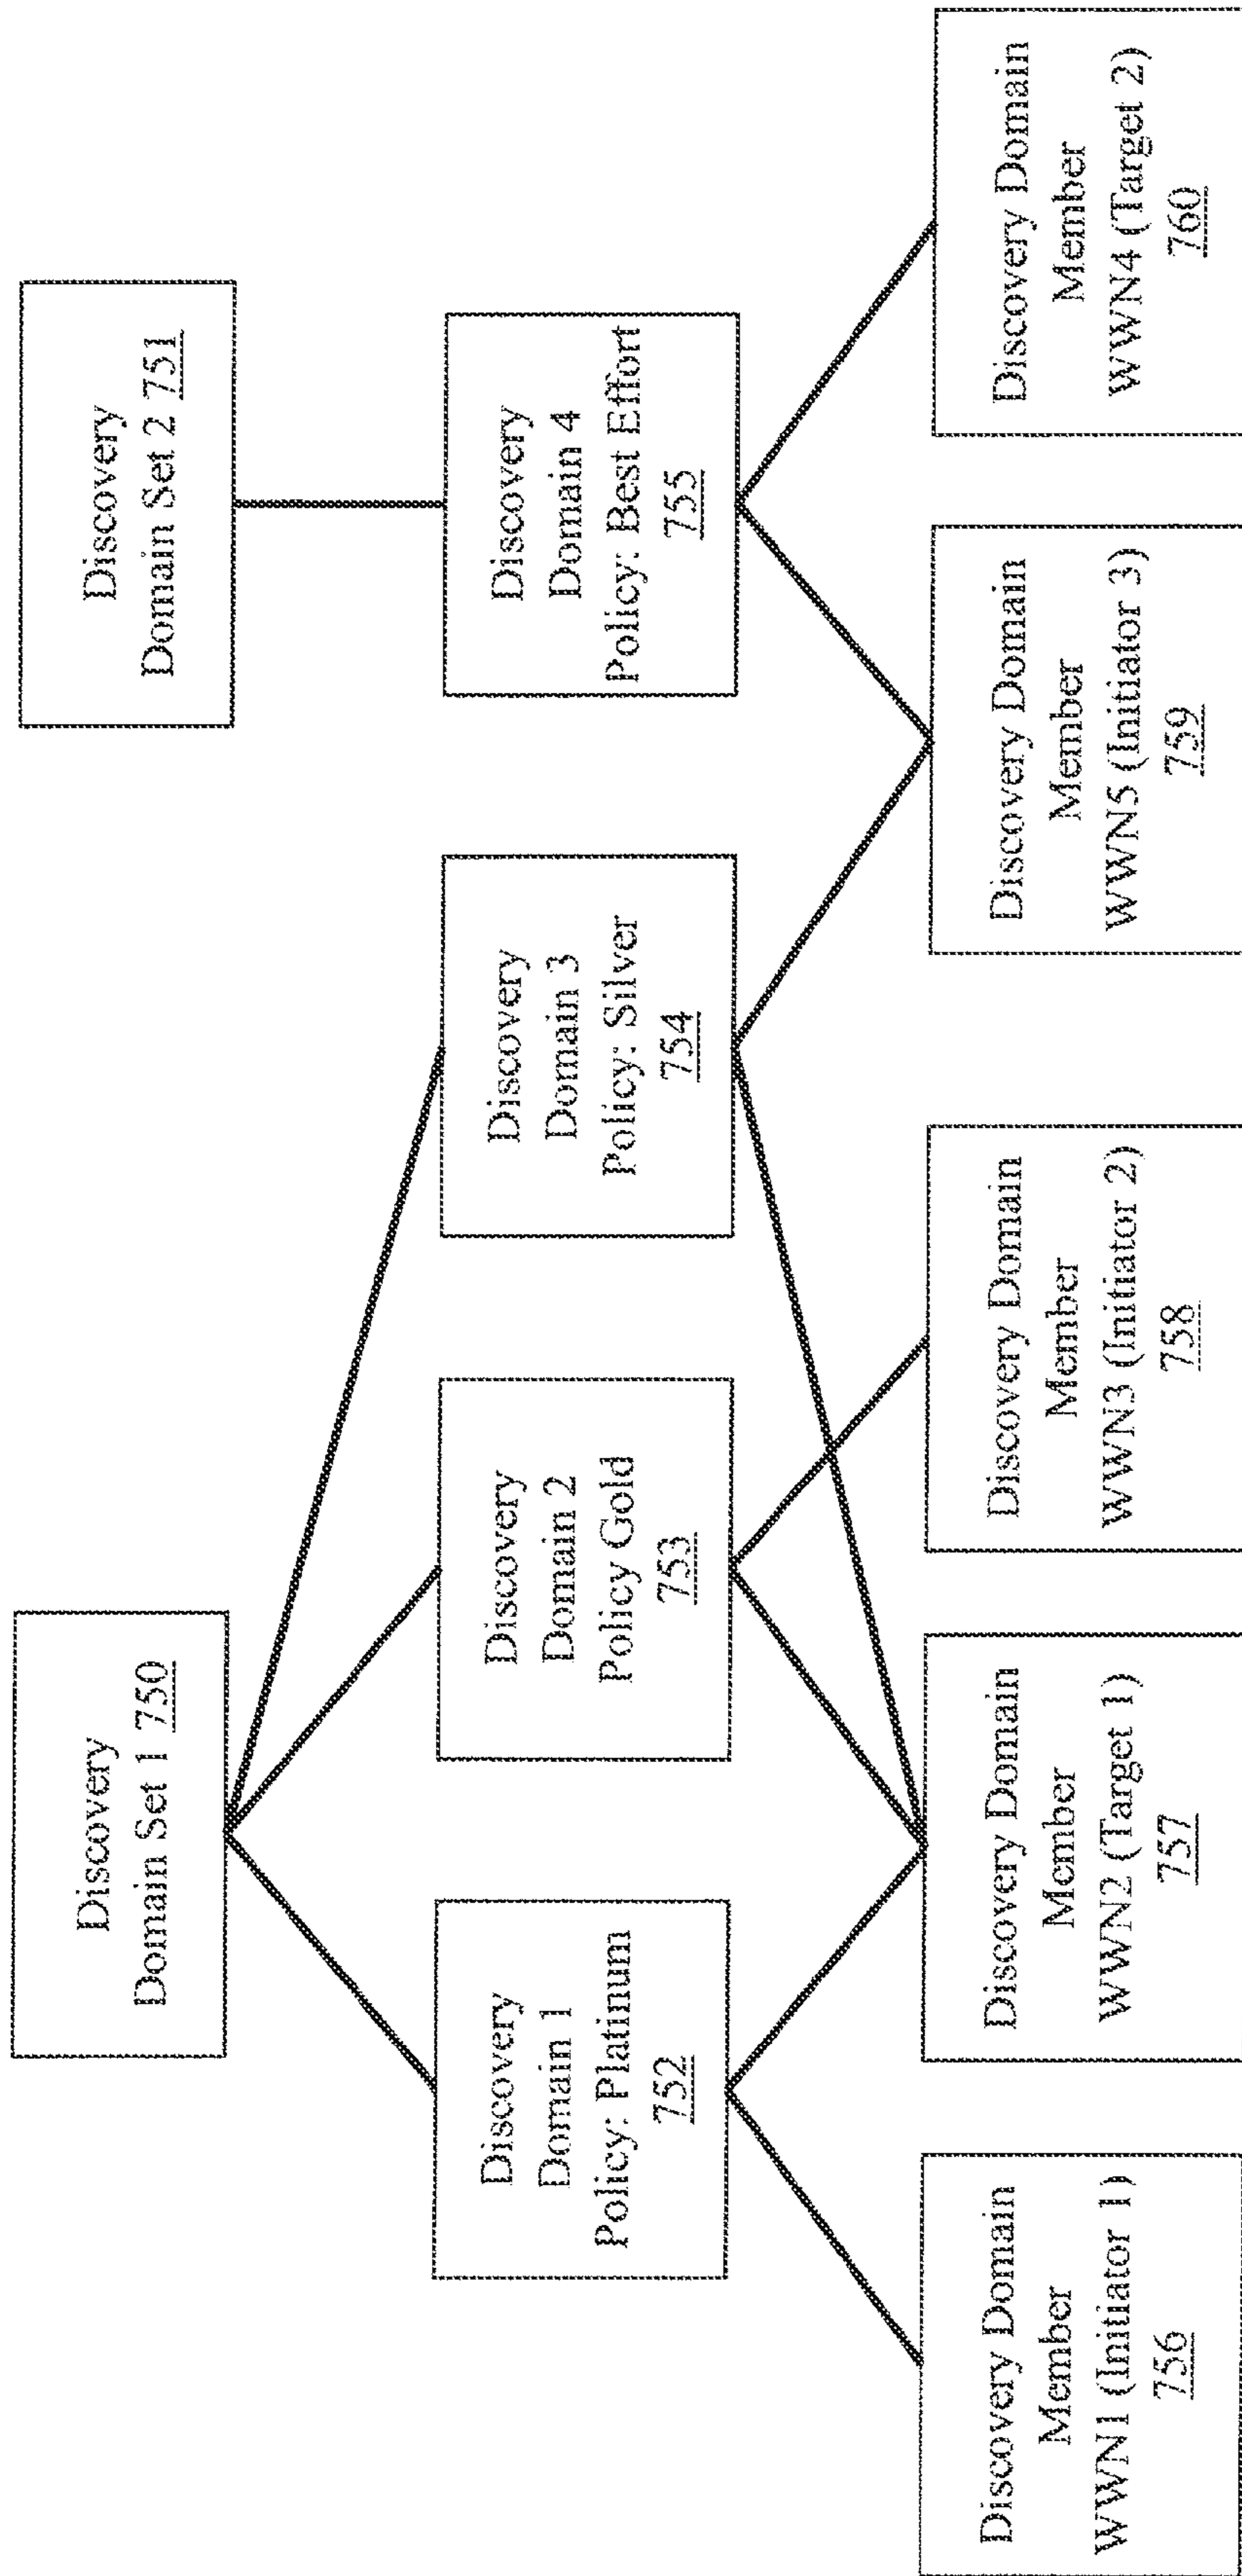 Discovery
Domain Set 1 750
Discovery
Domain Set 2 751
Discovery
Domain 1
Policy: Platinum
752
Discovery
Domain 2
Policy Gold
753
Discovery
Domain 3
Policy: Silver
754
Discovery
Domain 4
Policy: Best Effort
755
Discovery Domain
Member
WWN1 (Initiator 1)
756
Discovery Domain
Member
WWN2 (Target 1)
757
Discovery Domain
Member
WWN3 (Initiator 2)
758
Discovery Domain
Member
WWN5 (Initiator 3)
759
Discovery Domain
Member
WWN4 (Target 2)
760